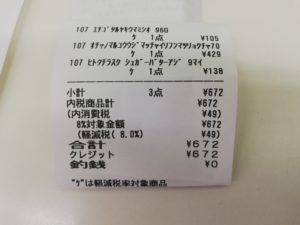 107 エチゴタルヤキウマミシオ 96G
ケ 1点 ¥105
107 オチャノマルコウウジマッチャイリフンマツリョクチャ70
ケ 1点 ¥429
107 ヒトクチラスク シュガーバターアジ 9マイ
ケ 1点 ¥138
小計 3点 ¥672
内税商品計 ¥672
(内消費税 ¥49)
8%対象金額 ¥672
(軽減税( 8.0%) ¥49)
合計 ¥672
クレジット ¥672
釣銭 ¥0
"ケ"は軽減税率対象商品